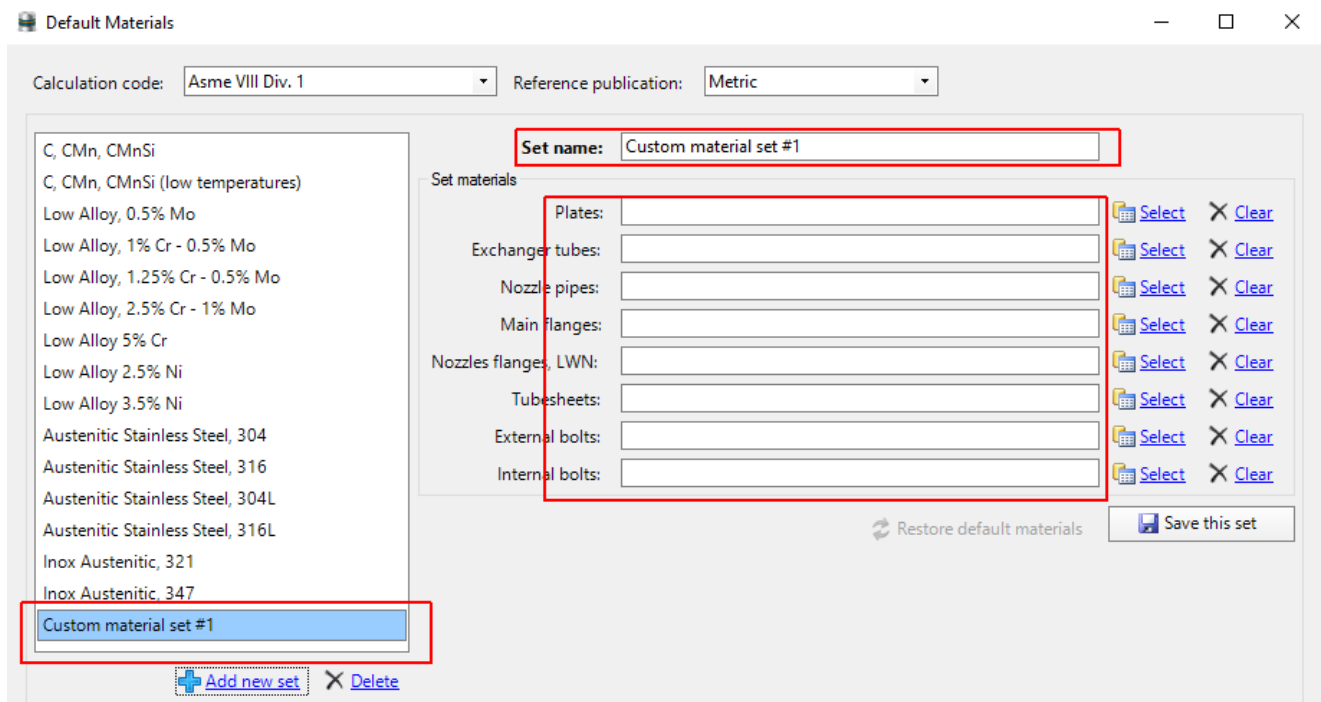 Default Materials
Calculation code: Asme VIII Div. 1 Reference publication: Metric
C, CMn, CMnSi
C, CMn, CMnSi (low temperatures)
Low Alloy, 0.5% Mo
Low Alloy, 1% Cr - 0.5% Mo
Low Alloy, 1.25% Cr - 0.5% Mo
Low Alloy, 2.5% Cr - 1% Mo
Low Alloy 5% Cr
Low Alloy 2.5% Ni
Low Alloy 3.5% Ni
Austenitic Stainless Steel, 304
Austenitic Stainless Steel, 316
Austenitic Stainless Steel, 304L
Austenitic Stainless Steel, 316L
Inox Austenitic, 321
Inox Austenitic, 347
Custom material set #1
Add new set Delete
Set name: Custom material set #1
Set materials
Plates: Select Clear
Exchanger tubes: Select Clear
Nozzle pipes: Select Clear
Main flanges: Select Clear
Nozzles flanges, LWN: Select Clear
Tubesheets: Select Clear
External bolts: Select Clear
Internal bolts: Select Clear
Restore default materials Save this set